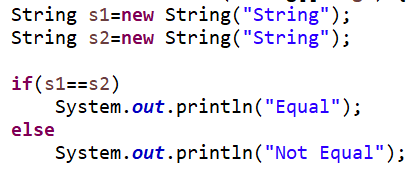 String s1=new String("String");
String s2=new String("String");
if(s1==s2)
System.out.println("Equal");
else
System.out.println("Not Equal");